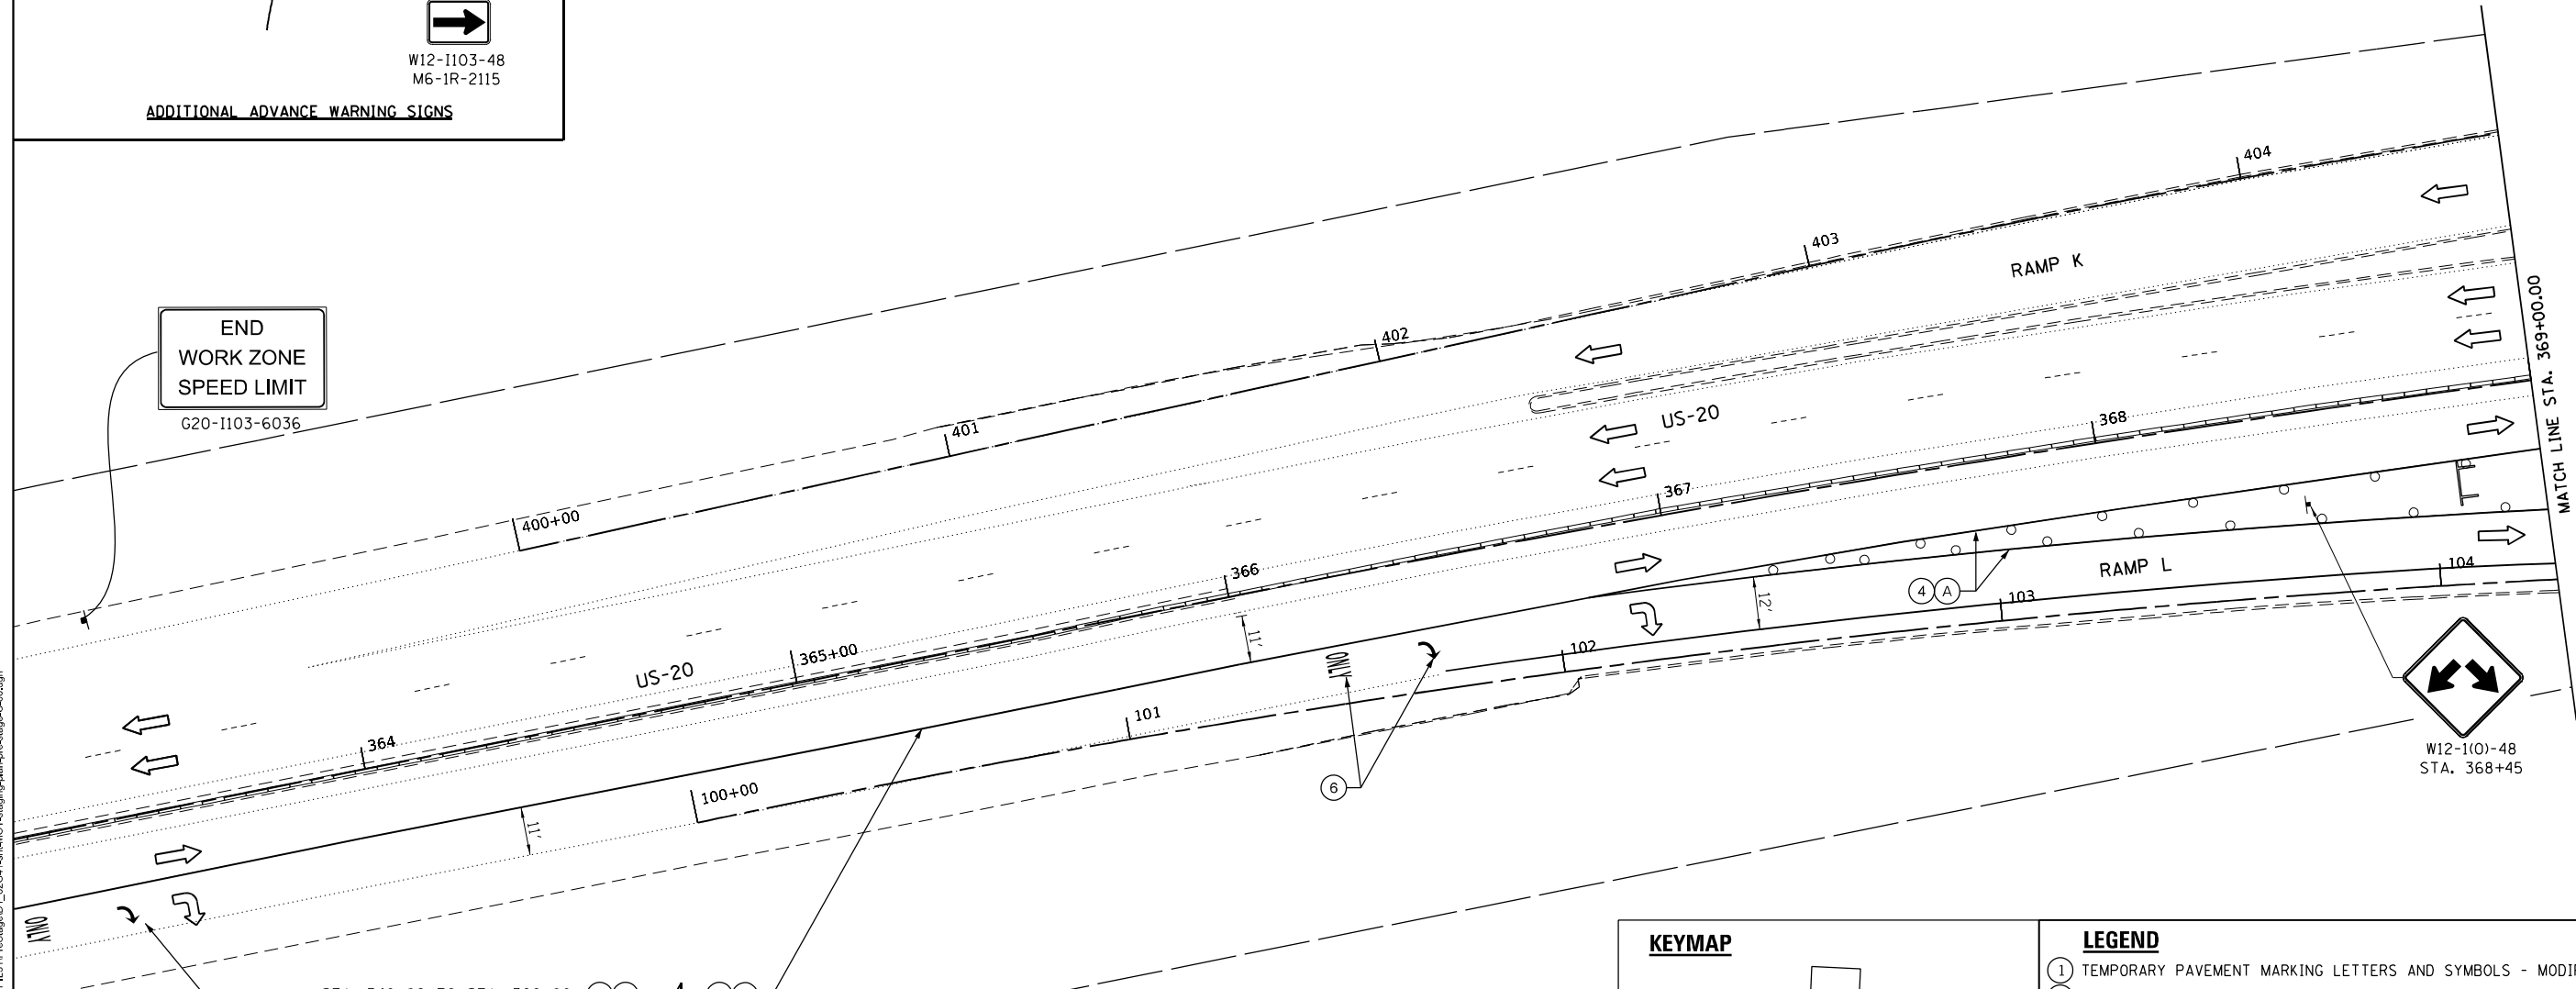 W12-I103-48
M6-1R-2115
ADDITIONAL ADVANCE WARNING SIGNS
404
403
RAMP K
402
401
400+00
END
WORK ZONE
SPEED LIMIT
G20-I103-6036
MATCH LINE STA. 369+00.00
US-20
368
367
366
365+00
US-20
364
RAMP L
104
103
4 A
12'
11'
102
ONLY
101
100+00
6
11'
ONLY
W12-1(O)-48
STA. 368+45
KEYMAP
LEGEND
1 TEMPORARY PAVEMENT MARKING LETTERS AND SYMBOLS - MODI